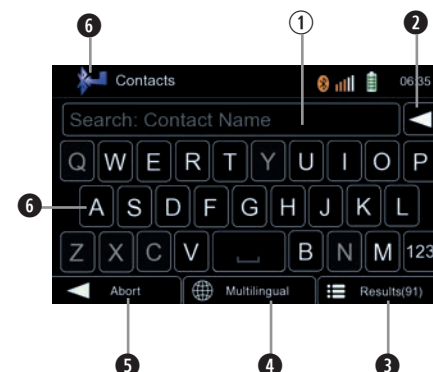 6 1 2
Contacts 06:35
Search: Contact Name
Q W E R T Y U I O P
6 A S D F G H J K L
Z X C V B N M 123
Abort Multilingual Results(91)
5 4 3